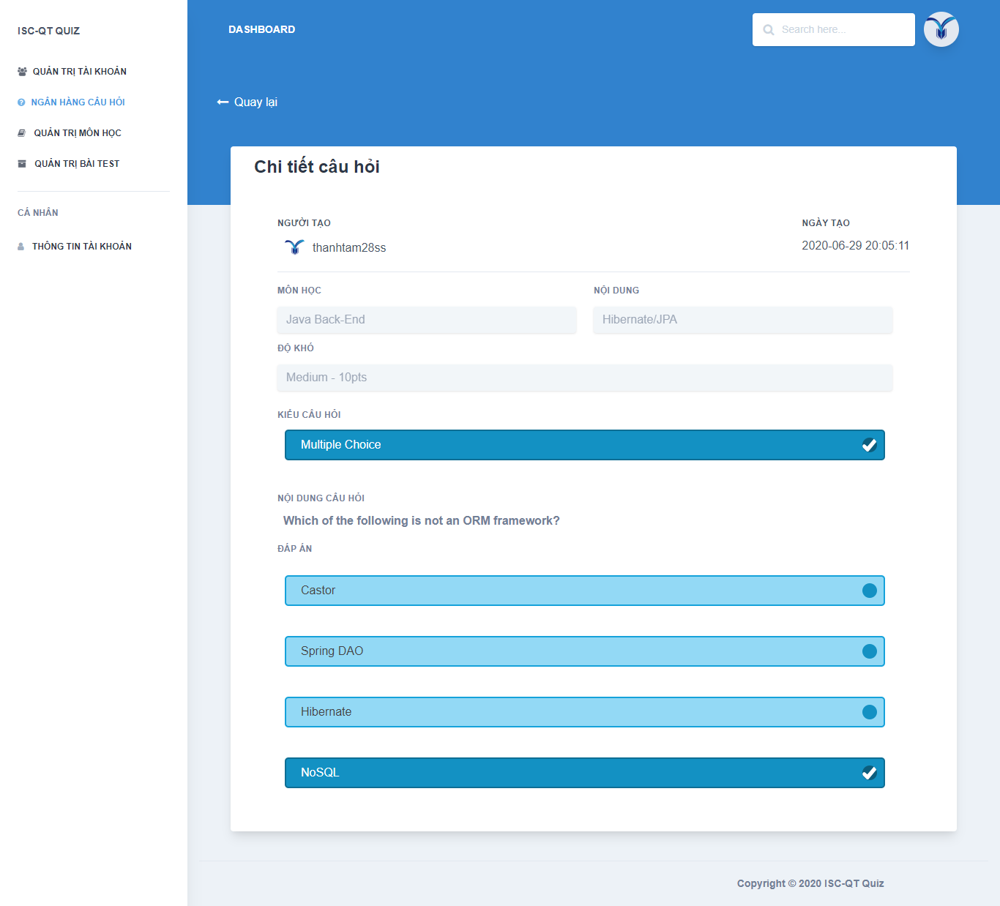 ISC-QT QUIZ
QUẢN TRỊ TÀI KHOẢN
NGÂN HÀNG CÂU HỎI
QUẢN TRỊ MÔN HỌC
QUẢN TRỊ BÀI TEST
CÁ NHÂN
THÔNG TIN TÀI KHOẢN
DASHBOARD
Search here...
Quay lại
Chi tiết câu hỏi
NGƯỜI TẠO
thanhtam28ss
NGÀY TẠO
2020-06-29 20:05:11
MÔN HỌC
Java Back-End
NỘI DUNG
Hibernate/JPA
ĐỘ KHÓ
Medium - 10pts
KIỂU CÂU HỎI
Multiple Choice
NỘI DUNG CÂU HỎI
Which of the following is not an ORM framework?
ĐÁP ÁN
Castor
Spring DAO
Hibernate
NoSQL
Copyright © 2020 ISC-QT Quiz